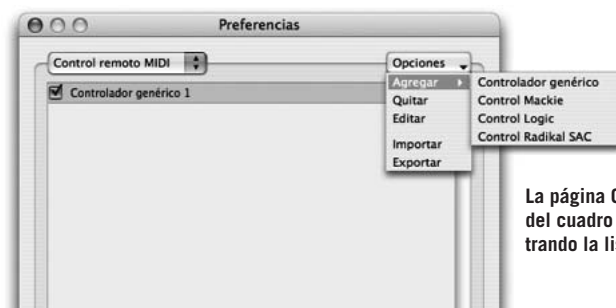 Preferencias
Control remoto MIDI
Opciones
Controlador genérico 1
Agregar
Quitar
Editar
Importar
Exportar
Controlador genérico
Control Mackie
Control Logic
Control Radikal SAC
La página
del cuadro
trando la